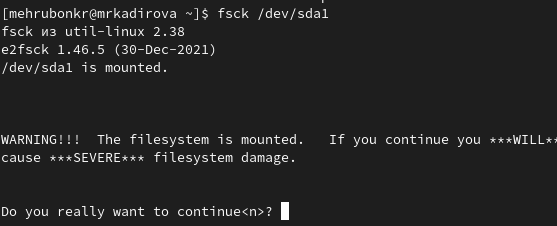 [mehrubonkr@mrkadirova ~]$ fsck /dev/sda1
fsck из util-linux 2.38
e2fsck 1.46.5 (30-Dec-2021)
/dev/sda1 is mounted.
WARNING!!!  The filesystem is mounted.   If you continue you ***WILL**
cause ***SEVERE*** filesystem damage.
Do you really want to continue<n>?